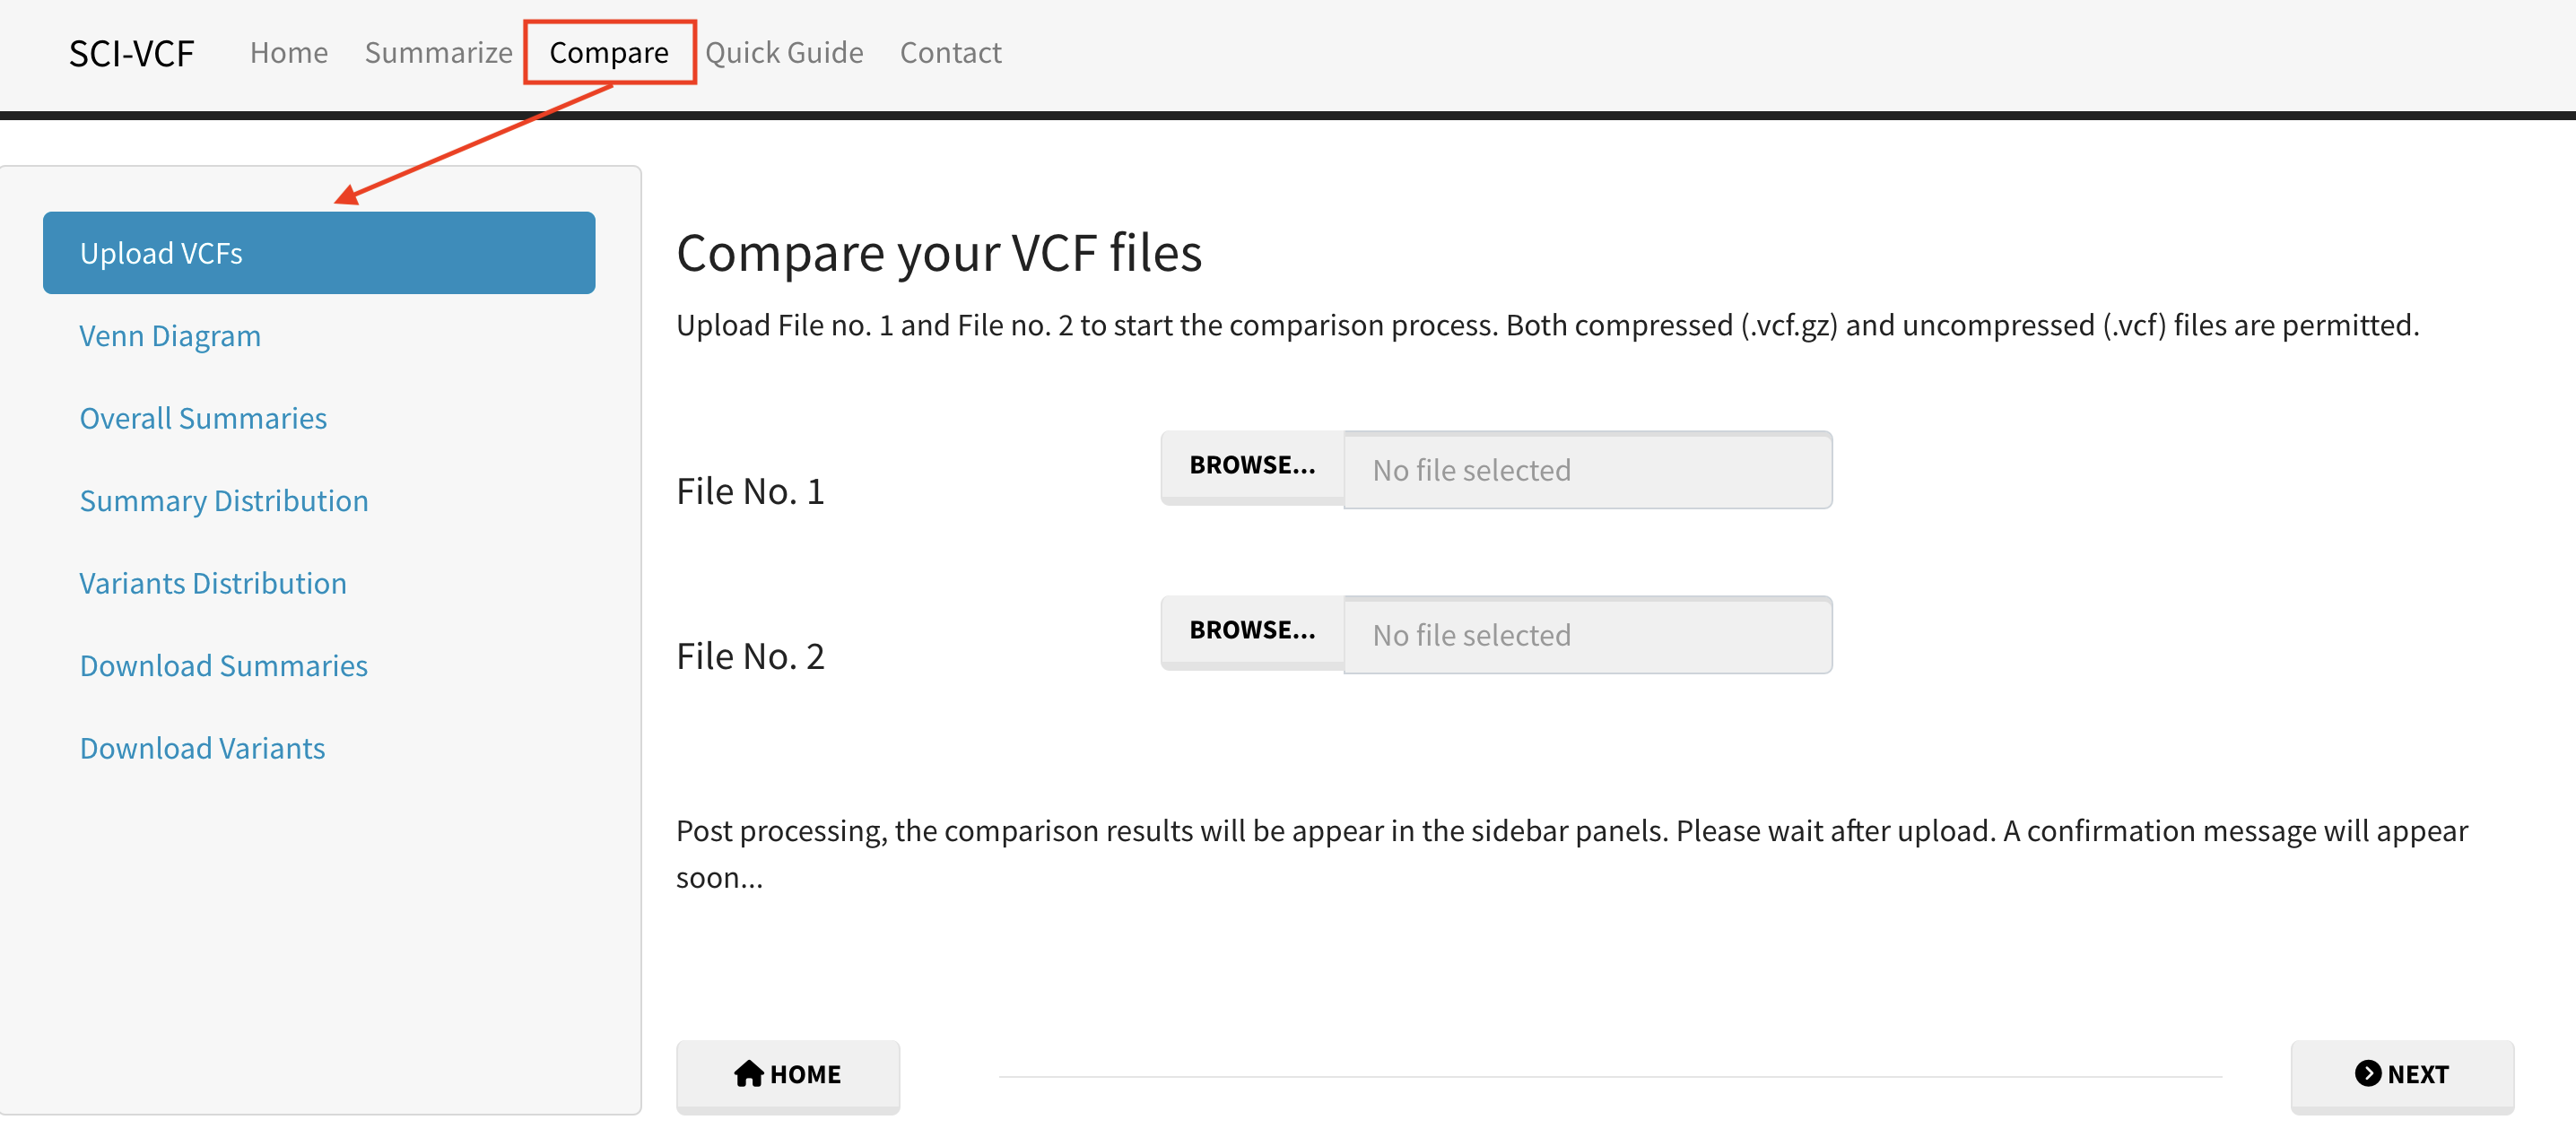 SCI-VCF Home Summarize Compare Quick Guide Contact
Upload VCFs
Venn Diagram
Overall Summaries
Summary Distribution
Variants Distribution
Download Summaries
Download Variants
Compare your VCF files
Upload File no. 1 and File no. 2 to start the comparison process. Both compressed (.vcf.gz) and uncompressed (.vcf) files are permitted.
File No. 1 BROWSE... No file selected
File No. 2 BROWSE... No file selected
Post processing, the comparison results will be appear in the sidebar panels. Please wait after upload. A confirmation message will appear
soon...
HOME NEXT